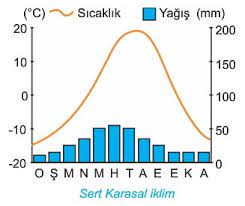 (°C) Sıcaklık Yağış (mm)
20 200
10 150
0 100
-10 50
-20 0
O Ş M N M H T A E E K A
Sert Karasal iklim